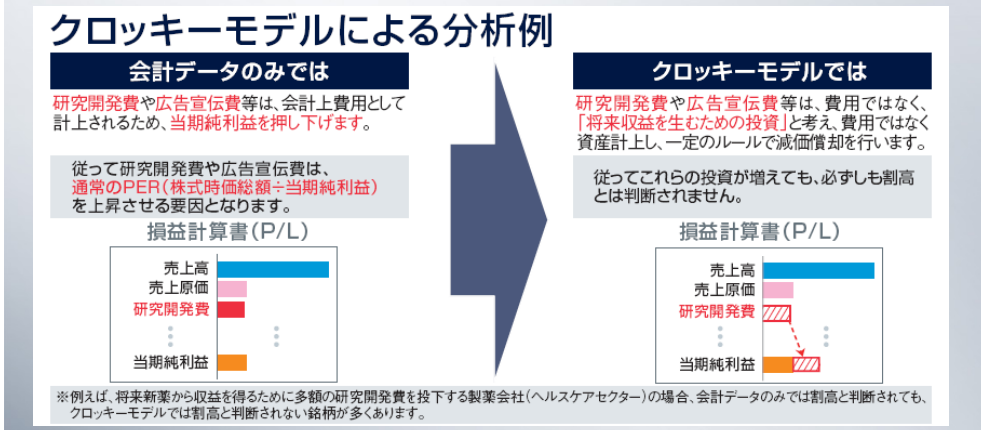 クロッキーモデルによる分析例
会計データのみでは
研究開発費や広告宣伝費等は、会計上費用として
計上されるため、当期純利益を押し下げます。
従って研究開発費や広告宣伝費は、
通常のPER(株式時価総額÷当期純利益)
を上昇させる要因となります。
損益計算書(P/L)
売上高
売上原価
研究開発費
当期純利益
クロッキーモデルでは
研究開発費や広告宣伝費等は、費用ではなく、
「将来収益を生むための投資」と考え、費用ではなく
資産計上し、一定のルールで減価償却を行います。
従ってこれらの投資が増えても、必ずしも割高
とは判断されません。
損益計算書(P/L)
売上高
売上原価
研究開発費
当期純利益
※例えば、将来新薬から収益を得るために多額の研究開発費を投下する製薬会社(ヘルスケアセクター)の場合、会計データのみでは割高と判断されても、
クロッキーモデルでは割高と判断されない銘柄が多くあります。